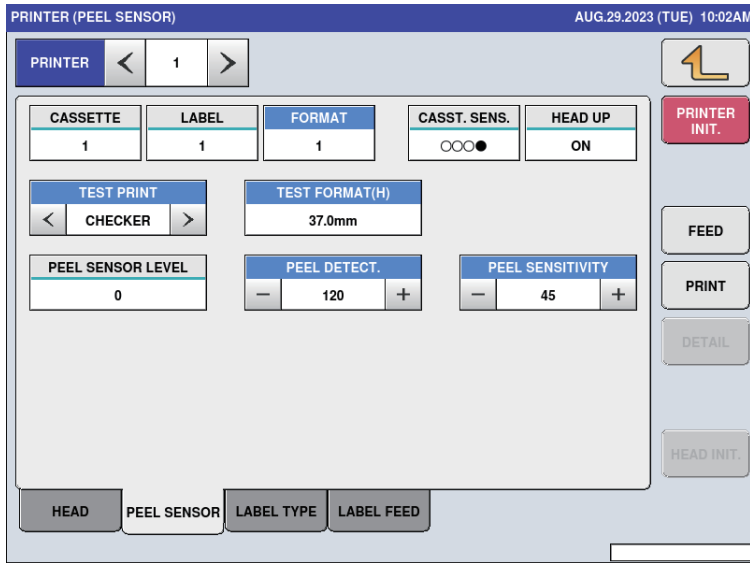 PRINTER (PEEL SENSOR) AUG.29.2023 (TUE) 10:02AM
PRINTER < 1 >
CASSETTE LABEL FORMAT CASST. SENS. HEAD UP
1 1 1 ○○○● ON
TEST PRINT TEST FORMAT(H)
< CHECKER > 37.0mm
PEEL SENSOR LEVEL PEEL DETECT. PEEL SENSITIVITY
0 − 120 + − 45 +
PRINTER
INIT.
FEED
PRINT
DETAIL
HEAD INIT.
HEAD PEEL SENSOR LABEL TYPE LABEL FEED